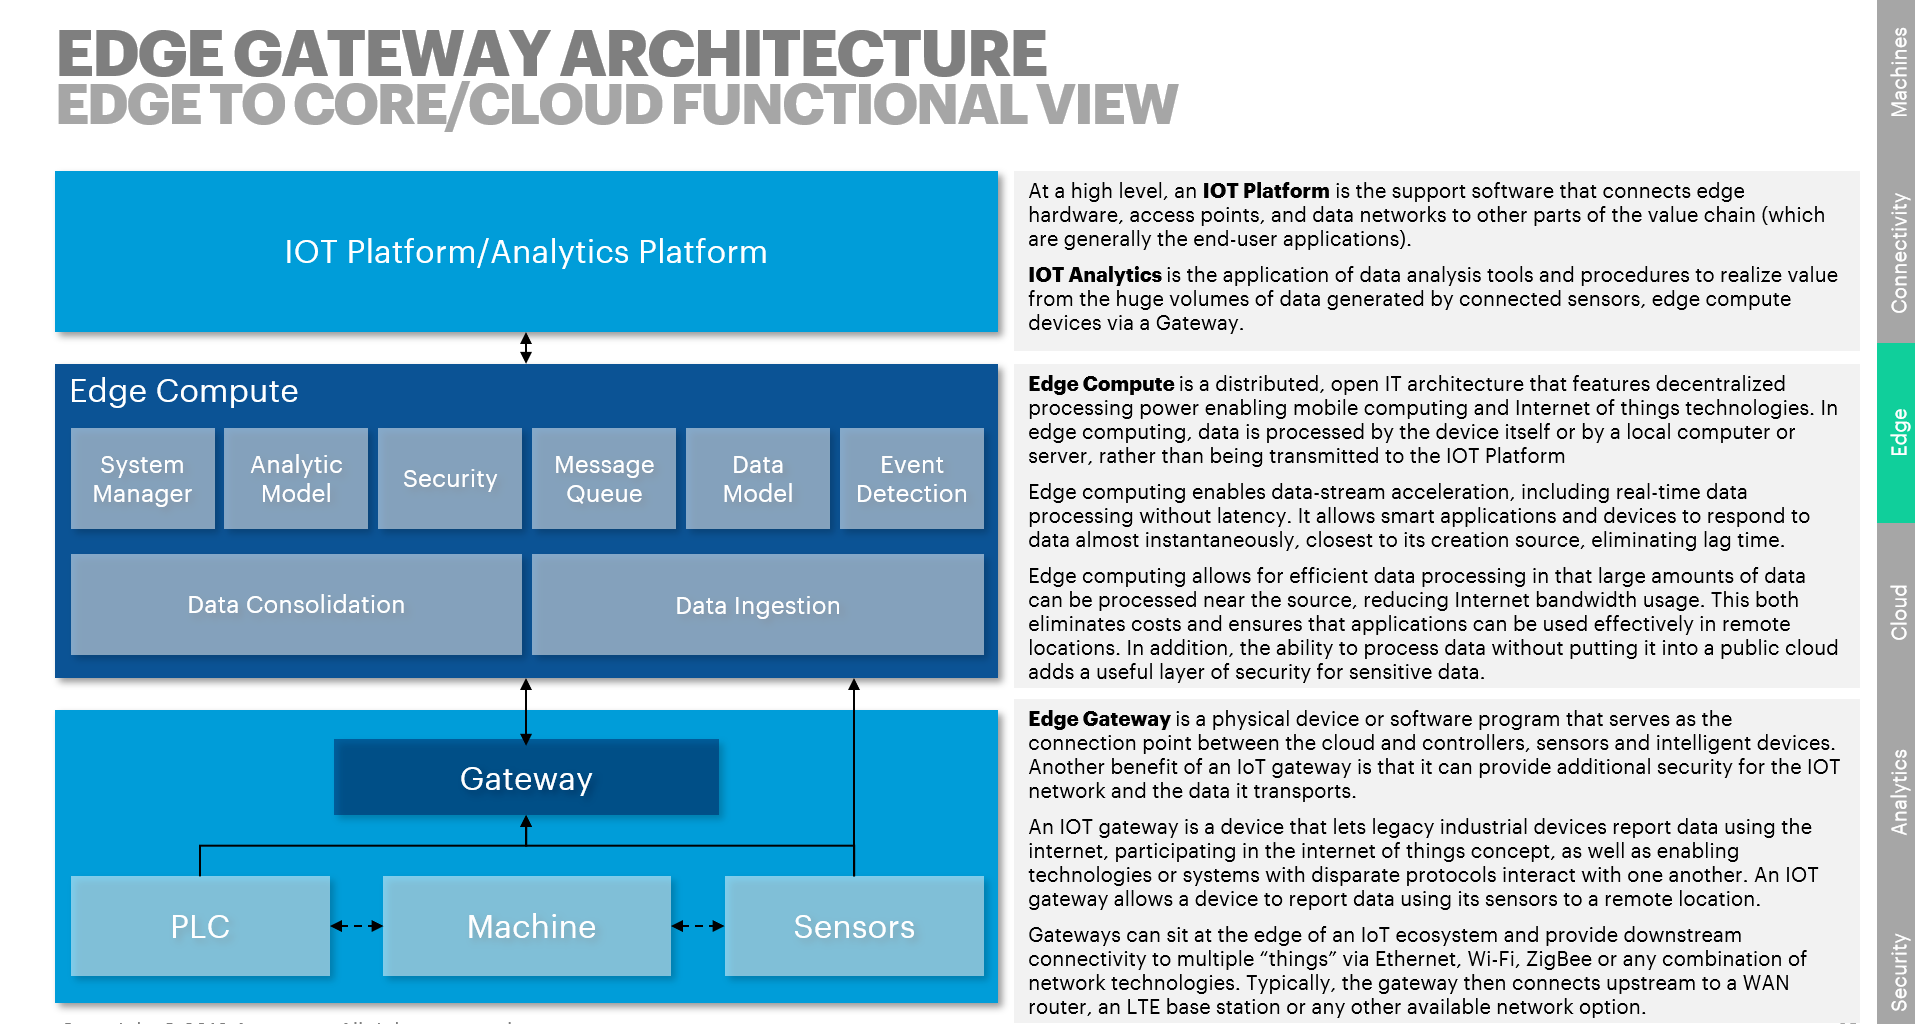 EDGE GATEWAY ARCHITECTURE
EDGE TO CORE/CLOUD FUNCTIONAL VIEW
IOT Platform/Analytics Platform
At a high level, an IOT Platform is the support software that connects edge
hardware, access points, and data networks to other parts of the value chain (which
are generally the end-user applications).
IOT Analytics is the application of data analysis tools and procedures to realize value
from the huge volumes of data generated by connected sensors, edge compute
devices via a Gateway.
Edge Compute
System
Manager
Analytic
Model
Security
Message
Queue
Data
Model
Event
Detection
Data Consolidation
Data Ingestion
Edge Compute is a distributed, open IT architecture that features decentralized
processing power enabling mobile computing and Internet of things technologies. In
edge computing, data is processed by the device itself or by a local computer or
server, rather than being transmitted to the IOT Platform
Edge computing enables data-stream acceleration, including real-time data
processing without latency. It allows smart applications and devices to respond to
data almost instantaneously, closest to its creation source, eliminating lag time.
Edge computing allows for efficient data processing in that large amounts of data
can be processed near the source, reducing Internet bandwidth usage. This both
eliminates costs and ensures that applications can be used effectively in remote
locations. In addition, the ability to process data without putting it into a public cloud
adds a useful layer of security for sensitive data.
Gateway
PLC
Machine
Sensors
Edge Gateway is a physical device or software program that serves as the
connection point between the cloud and controllers, sensors and intelligent devices.
Another benefit of an IoT gateway is that it can provide additional security for the IOT
network and the data it transports.
An IOT gateway is a device that lets legacy industrial devices report data using the
internet, participating in the internet of things concept, as well as enabling
technologies or systems with disparate protocols interact with one another. An IOT
gateway allows a device to report data using its sensors to a remote location.
Gateways can sit at the edge of an IoT ecosystem and provide downstream
connectivity to multiple “things” via Ethernet, Wi-Fi, ZigBee or any combination of
network technologies. Typically, the gateway then connects upstream to a WAN
router, an LTE base station or any other available network option.
Machines
Connectivity
Edge
Cloud
Analytics
Security